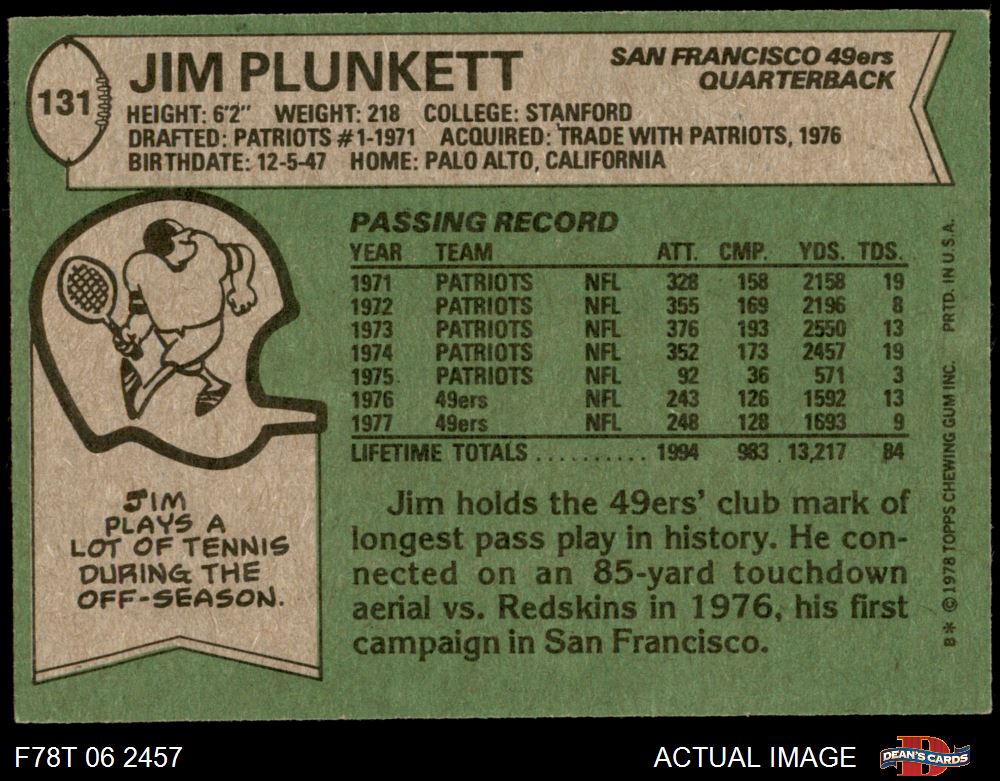 131
JIM PLUNKETT
SAN FRANCISCO 49ers
QUARTERBACK
HEIGHT: 6'2" WEIGHT: 218 COLLEGE: STANFORD
DRAFTED: PATRIOTS #1-1971 ACQUIRED: TRADE WITH PATRIOTS, 1976
BIRTHDATE: 12-5-47 HOME: PALO ALTO, CALIFORNIA
PASSING RECORD
YEAR TEAM ATT. CMP. YDS. TDS.
1971 PATRIOTS NFL 328 158 2158 19
1972 PATRIOTS NFL 355 169 2196 8
1973 PATRIOTS NFL 376 193 2550 13
1974 PATRIOTS NFL 352 173 2457 19
1975 PATRIOTS NFL 92 36 571 3
1976 49ers NFL 243 126 1592 13
1977 49ers NFL 248 128 1693 9
LIFETIME TOTALS .......... 1994 983 13,217 84
JIM
PLAYS A
LOT OF TENNIS
DURING THE
OFF-SEASON.
Jim holds the 49ers' club mark of
longest pass play in history. He con-
nected on an 85-yard touchdown
aerial vs. Redskins in 1976, his first
campaign in San Francisco.
B* © 1978 TOPPS CHEWING GUM INC. PRTD. IN U.S.A.
F78T 06 2457
ACTUAL IMAGE
D
DEAN'S CARDS